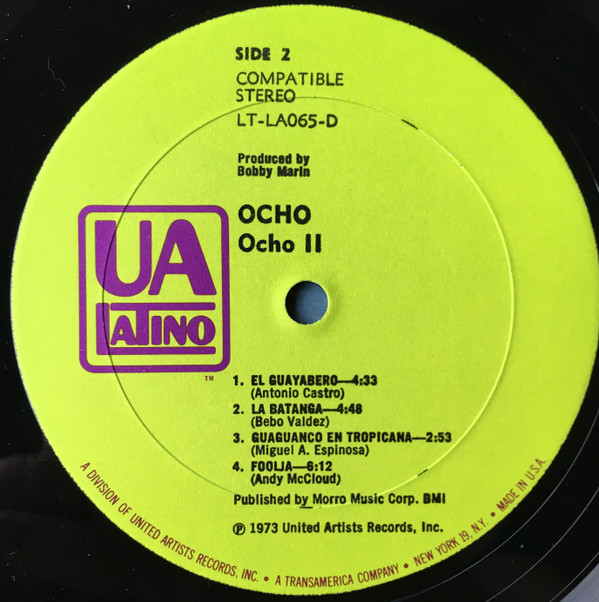 SIDE 2
COMPATIBLE
STEREO
LT-LA065-D
Produced by
Bobby Marin
OCHO
Ocho II
UA
LATINO
TM
1. EL GUAYABERO—4:33
(Antonio Castro)
2. LA BATANGA—4:48
(Bebo Valdez)
3. GUAGUANCO EN TROPICANA—2:53
(Miguel A. Espinosa)
4. FOOLJA—6:12
(Andy McCloud)
Published by Morro Music Corp. BMI
℗ 1973 United Artists Records, Inc.
A DIVISION OF UNITED ARTISTS RECORDS, INC. • A TRANSAMERICA COMPANY • NEW YORK 19, N.Y. • MADE IN U.S.A.